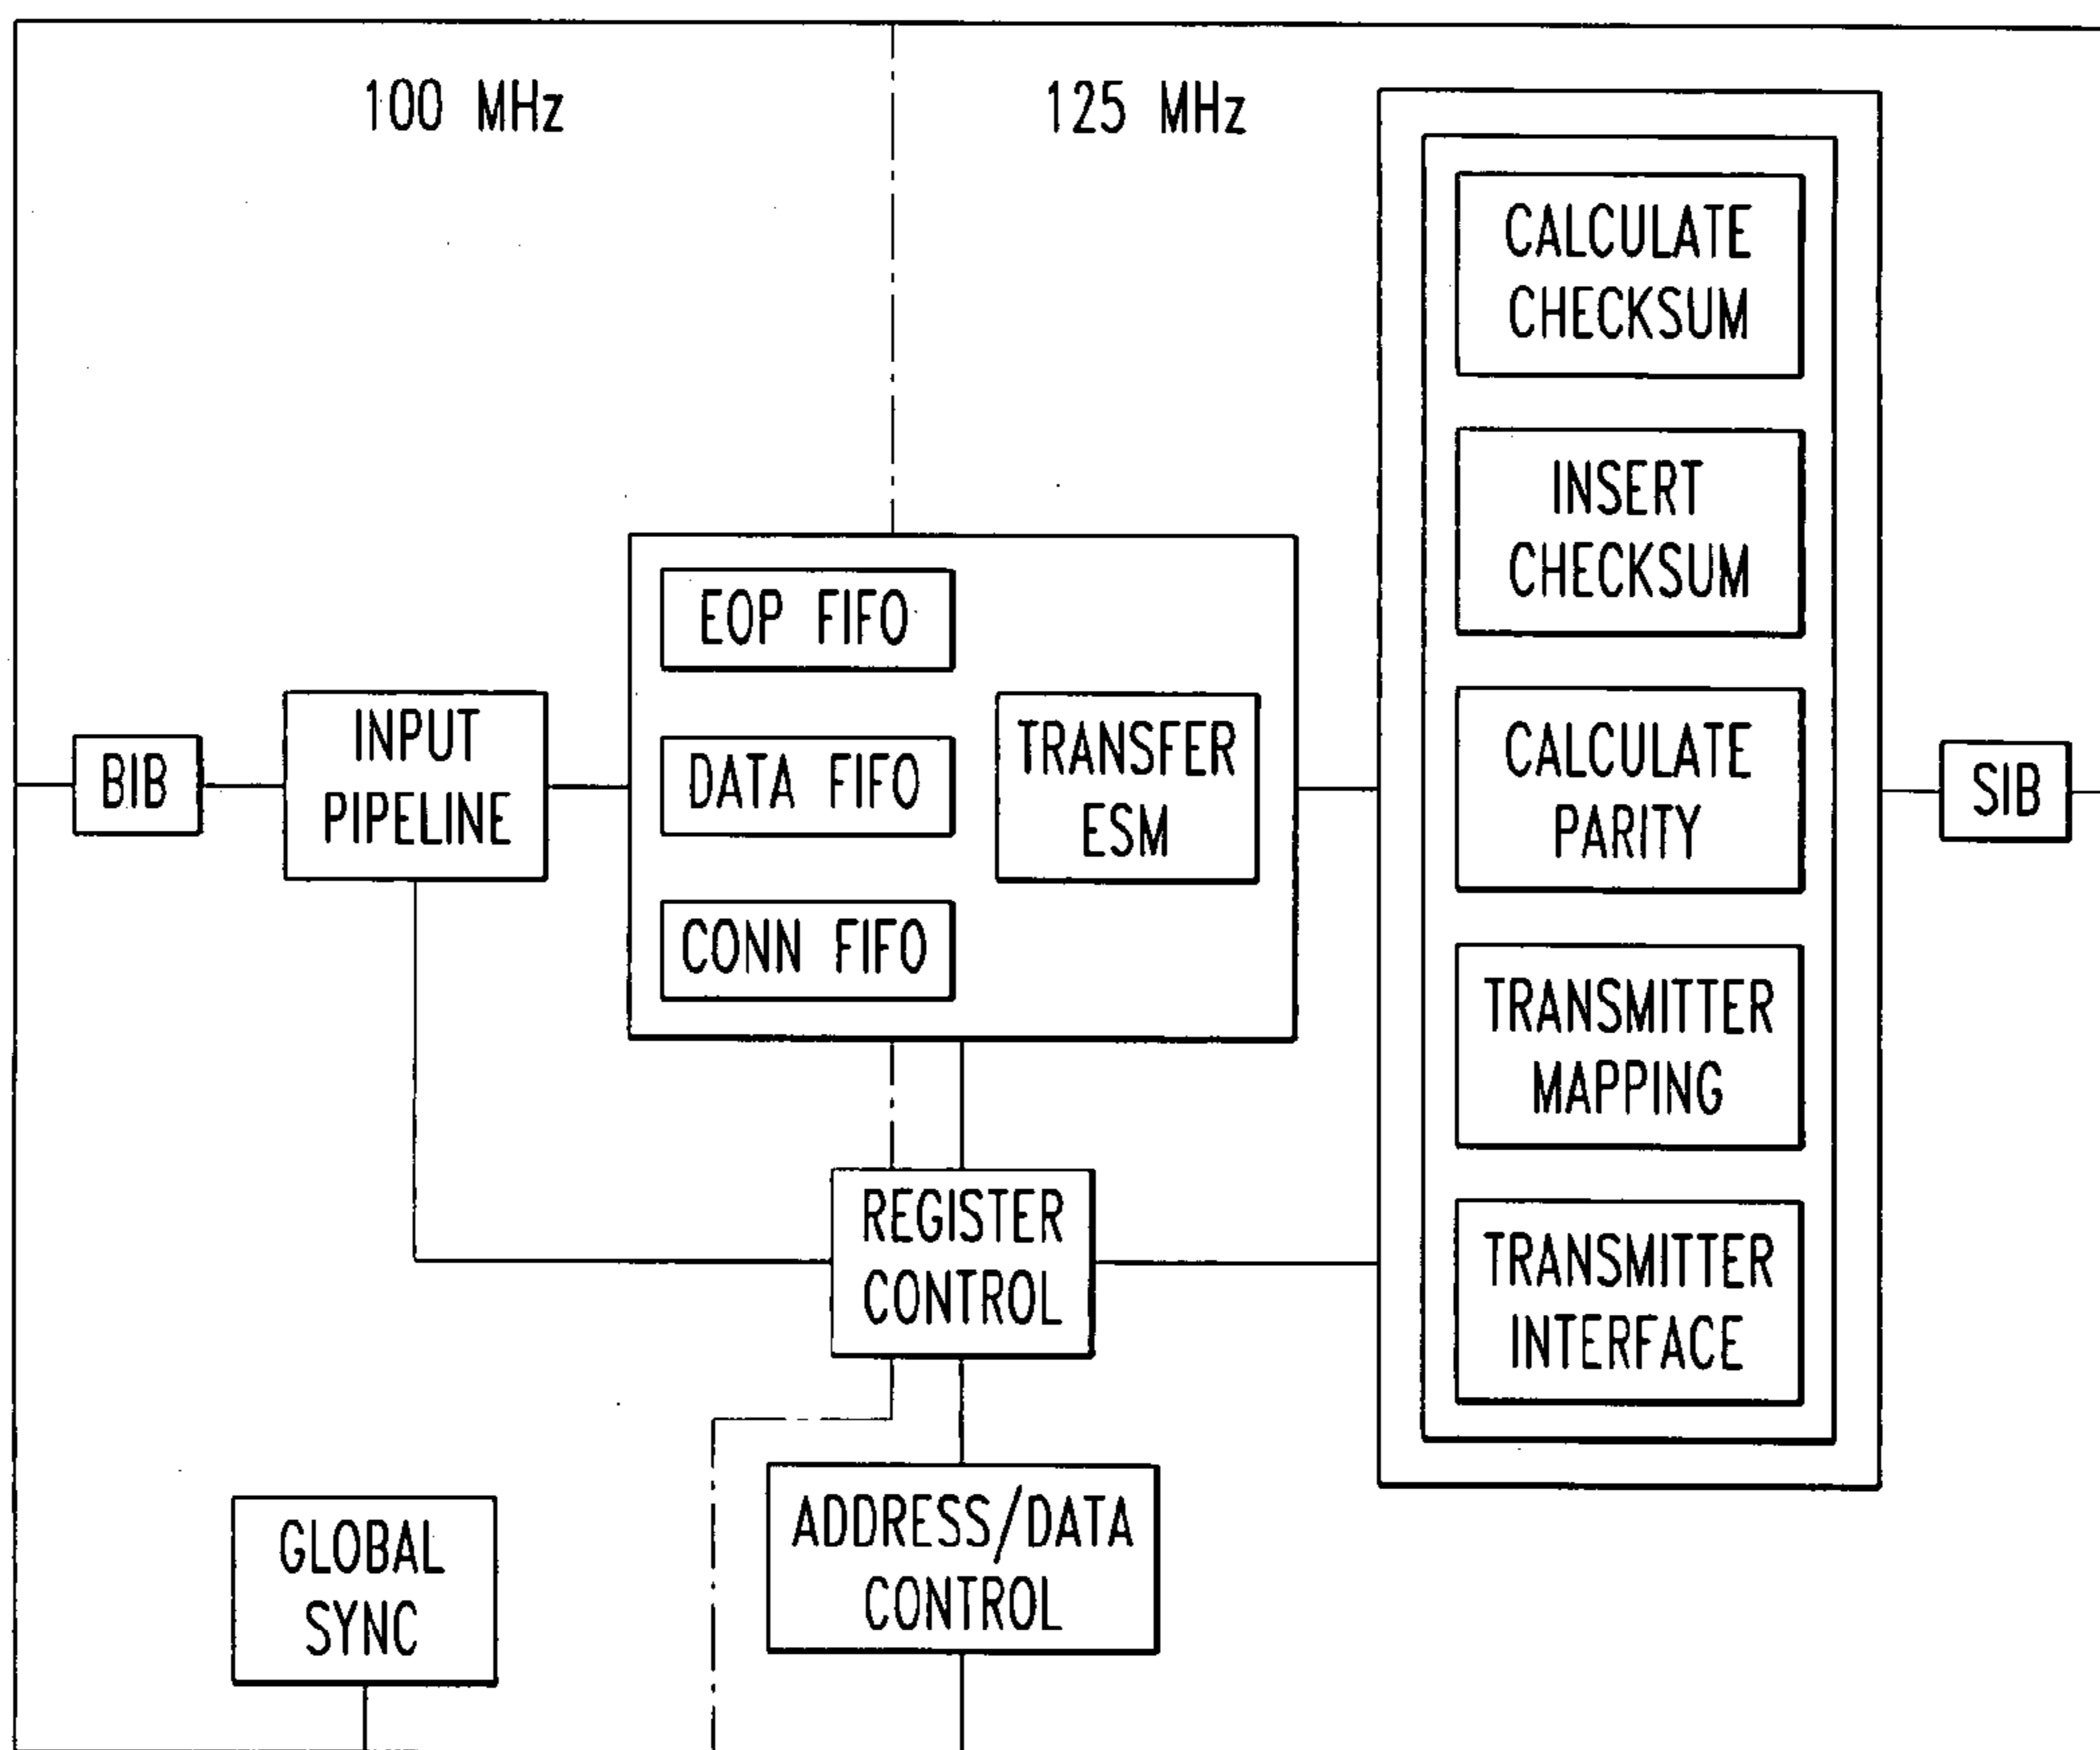 100 MHz
125 MHz
CALCULATE
CHECKSUM
INSERT
CHECKSUM
EOP FIFO
INPUT
PIPELINE
TRANSFER
ESM
CALCULATE
PARITY
BIB
DATA FIFO
SIB
CONN FIFO
TRANSMITTER
MAPPING
REGISTER
CONTROL
TRANSMITTER
INTERFACE
GLOBAL
SYNC
ADDRESS/DATA
CONTROL